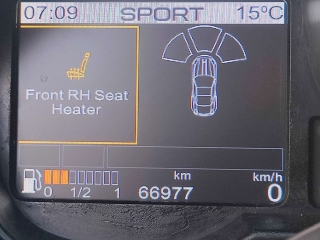 07:09 SPORT 15°C
Front RH Seat
Heater
km km/h
0 1/2 1 66977 0